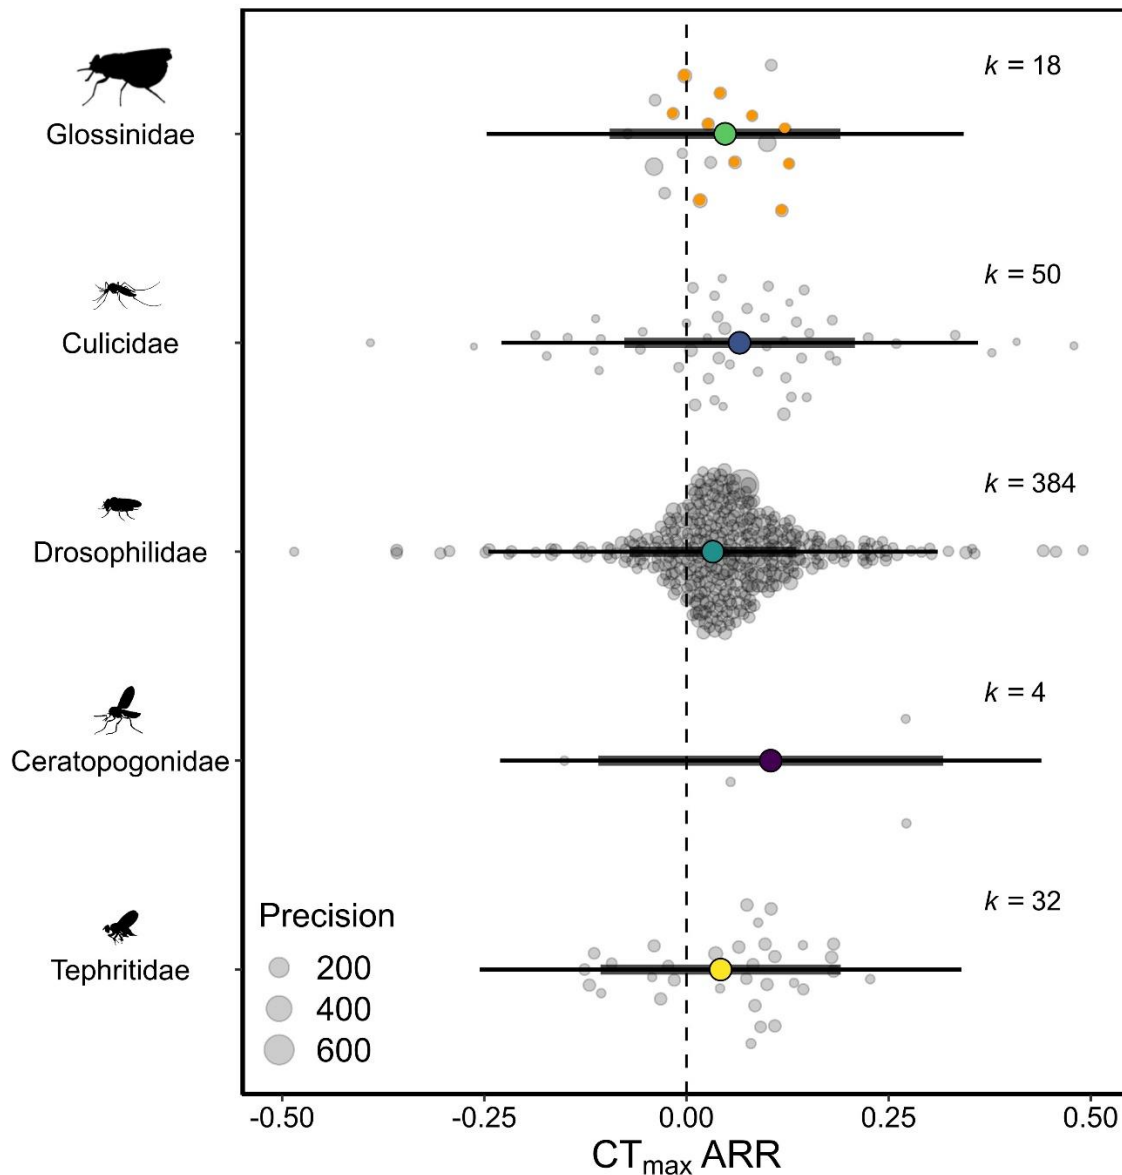 k = 18
Glossinidae
k = 50
Culicidae
k = 384
Drosophilidae
k = 4
Ceratopogonidae
k = 32
Precision
200
Tephritidae
400
600
-0.50 -0.25 0.00 0.25 0.50
CTmax ARR